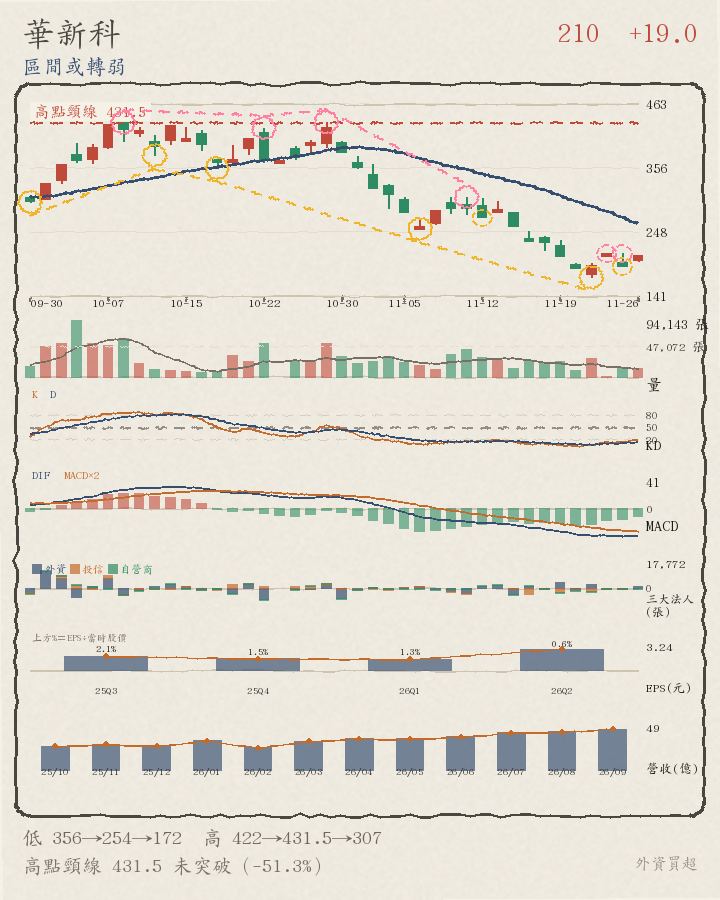 華新科
210 +19.0
區間或轉弱
高點頸線 431.5
463
356
248
141
09-30 10-07 10-15 10-22 10-30 11-05 11-12 11-19 11-26
94,143 張
47,072 張
量
K D
80
50
20
KD
DIF MACD×2
41
0
MACD
外資 投信 自營商
17,772
0
三大法人
(張)
上方%=EPS÷當時股價
2.1% 1.5% 1.3% 0.6%
3.24
25Q3 25Q4 26Q1 26Q2
EPS(元)
49
25/10 25/11 25/12 26/01 26/02 26/03 26/04 26/05 26/06 26/07 26/08 26/09
營收(億)
低 356→254→172 高 422→431.5→307
高點頸線 431.5 未突破 (-51.3%)
外資買超